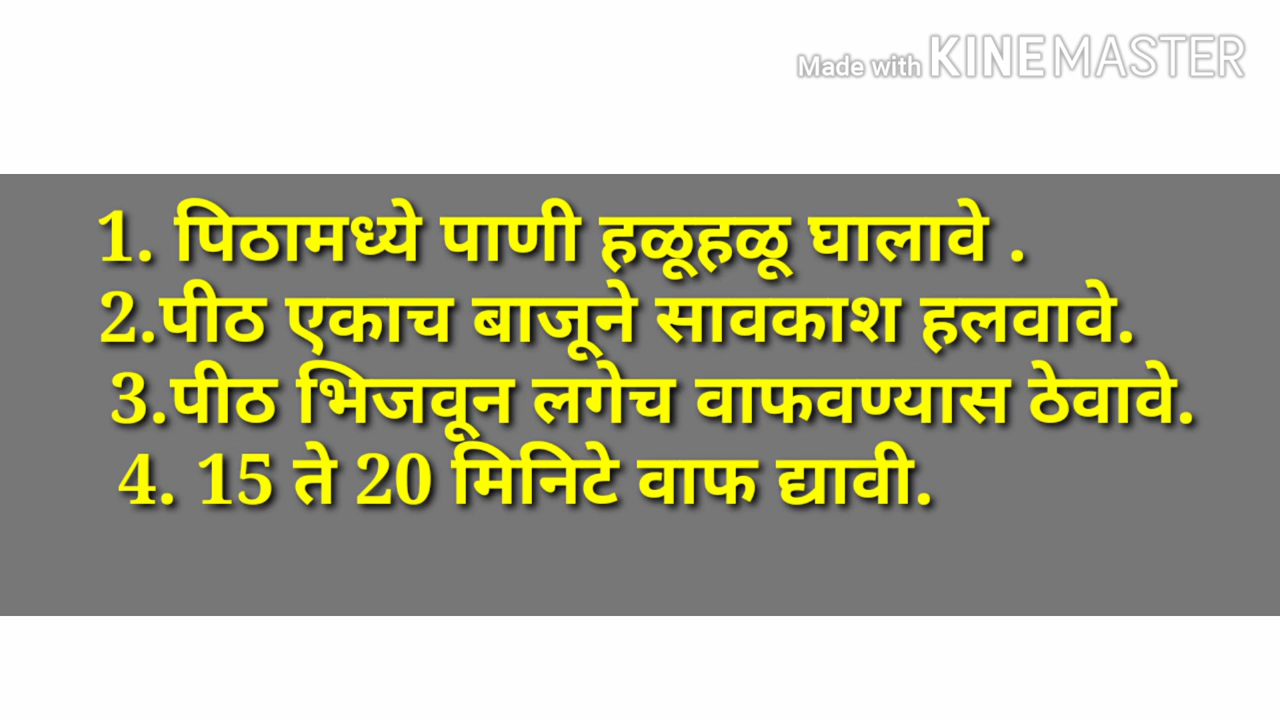 Made with KINEMASTER
1. पिठामध्ये पाणी हळूहळू घालावे .
2.पीठ एकाच बाजूने सावकाश हलवावे.
3.पीठ भिजवून लगेच वाफवण्यास ठेवावे.
4. 15 ते 20 मिनिटे वाफ द्यावी.